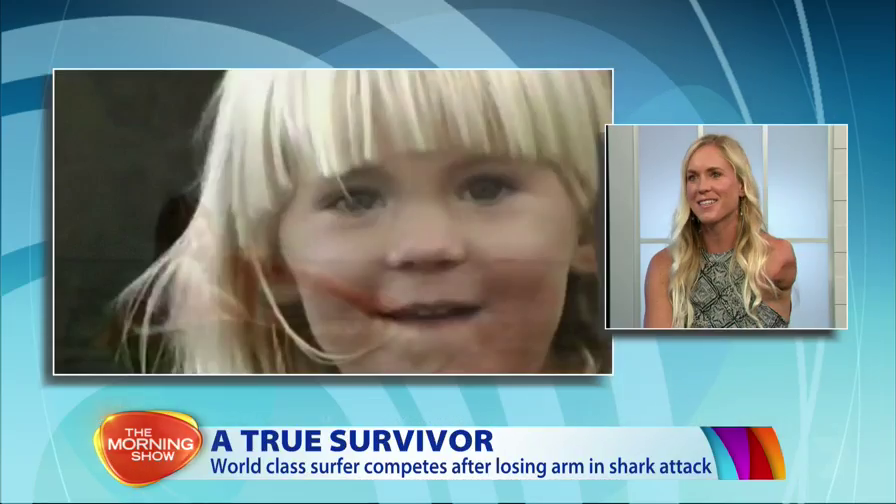 THE
MORNING
SHOW
A TRUE SURVIVOR
World class surfer competes after losing arm in shark attack